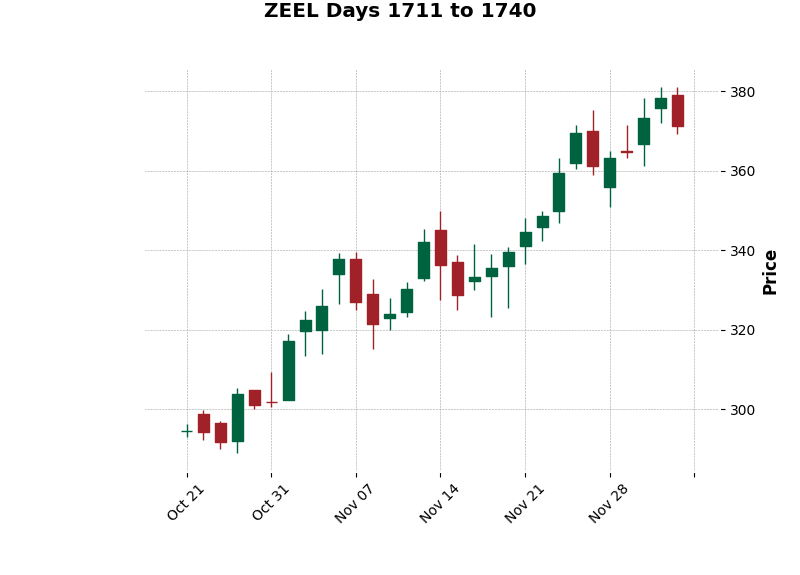 ZEEL Days 1711 to 1740
380
360
340
320
300
Price
Oct 21
Oct 31
Nov 07
Nov 14
Nov 21
Nov 28